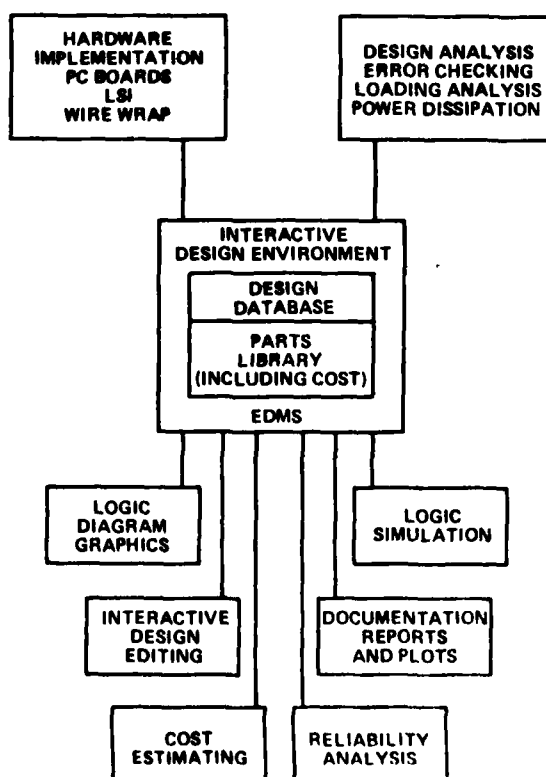 HARDWARE
IMPLEMENTATION
PC BOARDS
LSI
WIRE WRAP
DESIGN ANALYSIS
ERROR CHECKING
LOADING ANALYSIS
POWER DISSIPATION
INTERACTIVE
DESIGN ENVIRONMENT
DESIGN
DATABASE
PARTS
LIBRARY
(INCLUDING COST)
EDMS
LOGIC
DIAGRAM
GRAPHICS
LOGIC
SIMULATION
INTERACTIVE
DESIGN
EDITING
DOCUMENTATION
REPORTS
AND PLOTS
COST
ESTIMATING
RELIABILITY
ANALYSIS